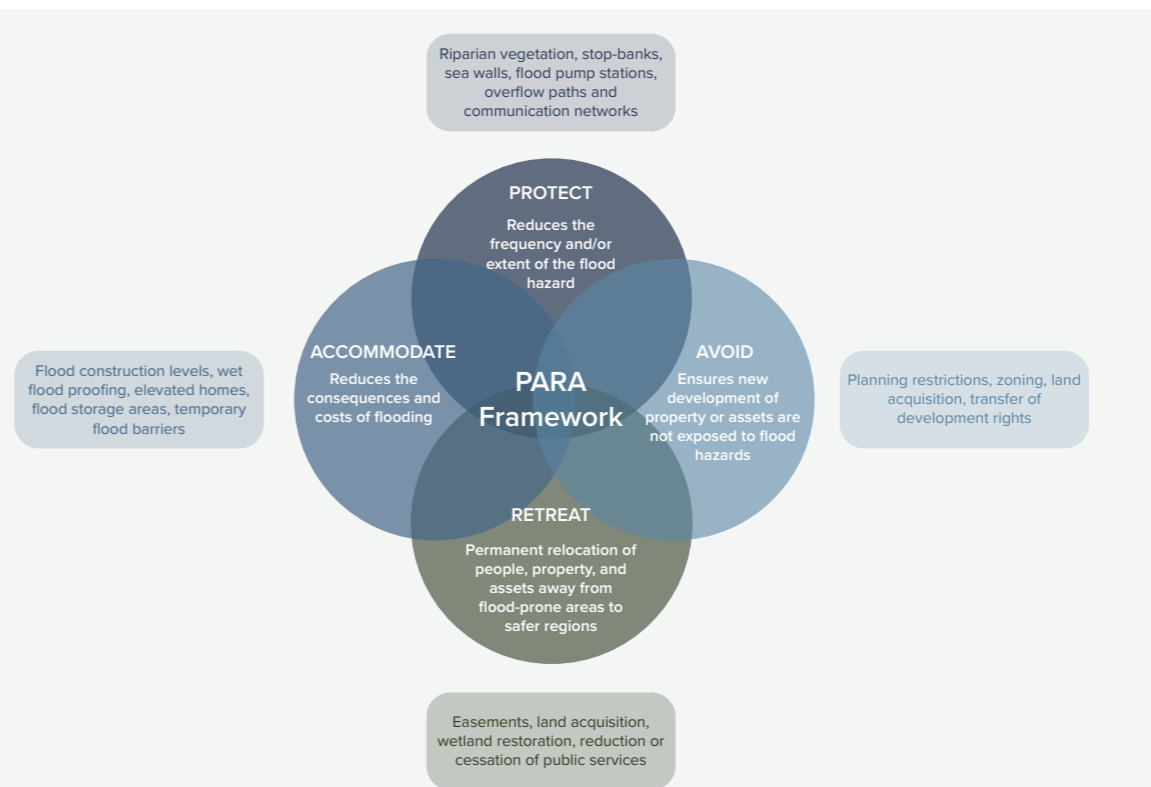 Riparian vegetation, stop-banks,
sea walls, flood pump stations,
overflow paths and
communication networks
PROTECT
Reduces the
frequency and/or
extent of the flood
hazard
ACCOMMODATE
Reduces the
consequences and
costs of flooding
Flood construction levels, wet
flood proofing, elevated homes,
flood storage areas, temporary
flood barriers
PARA
Framework
AVOID
Ensures new
development of
property or assets are
not exposed to flood
hazards
Planning restrictions, zoning, land
acquisition, transfer of
development rights
RETREAT
Permanent relocation of
people, property, and
assets away from
flood-prone areas to
safer regions
Easements, land acquisition,
wetland restoration, reduction or
cessation of public services